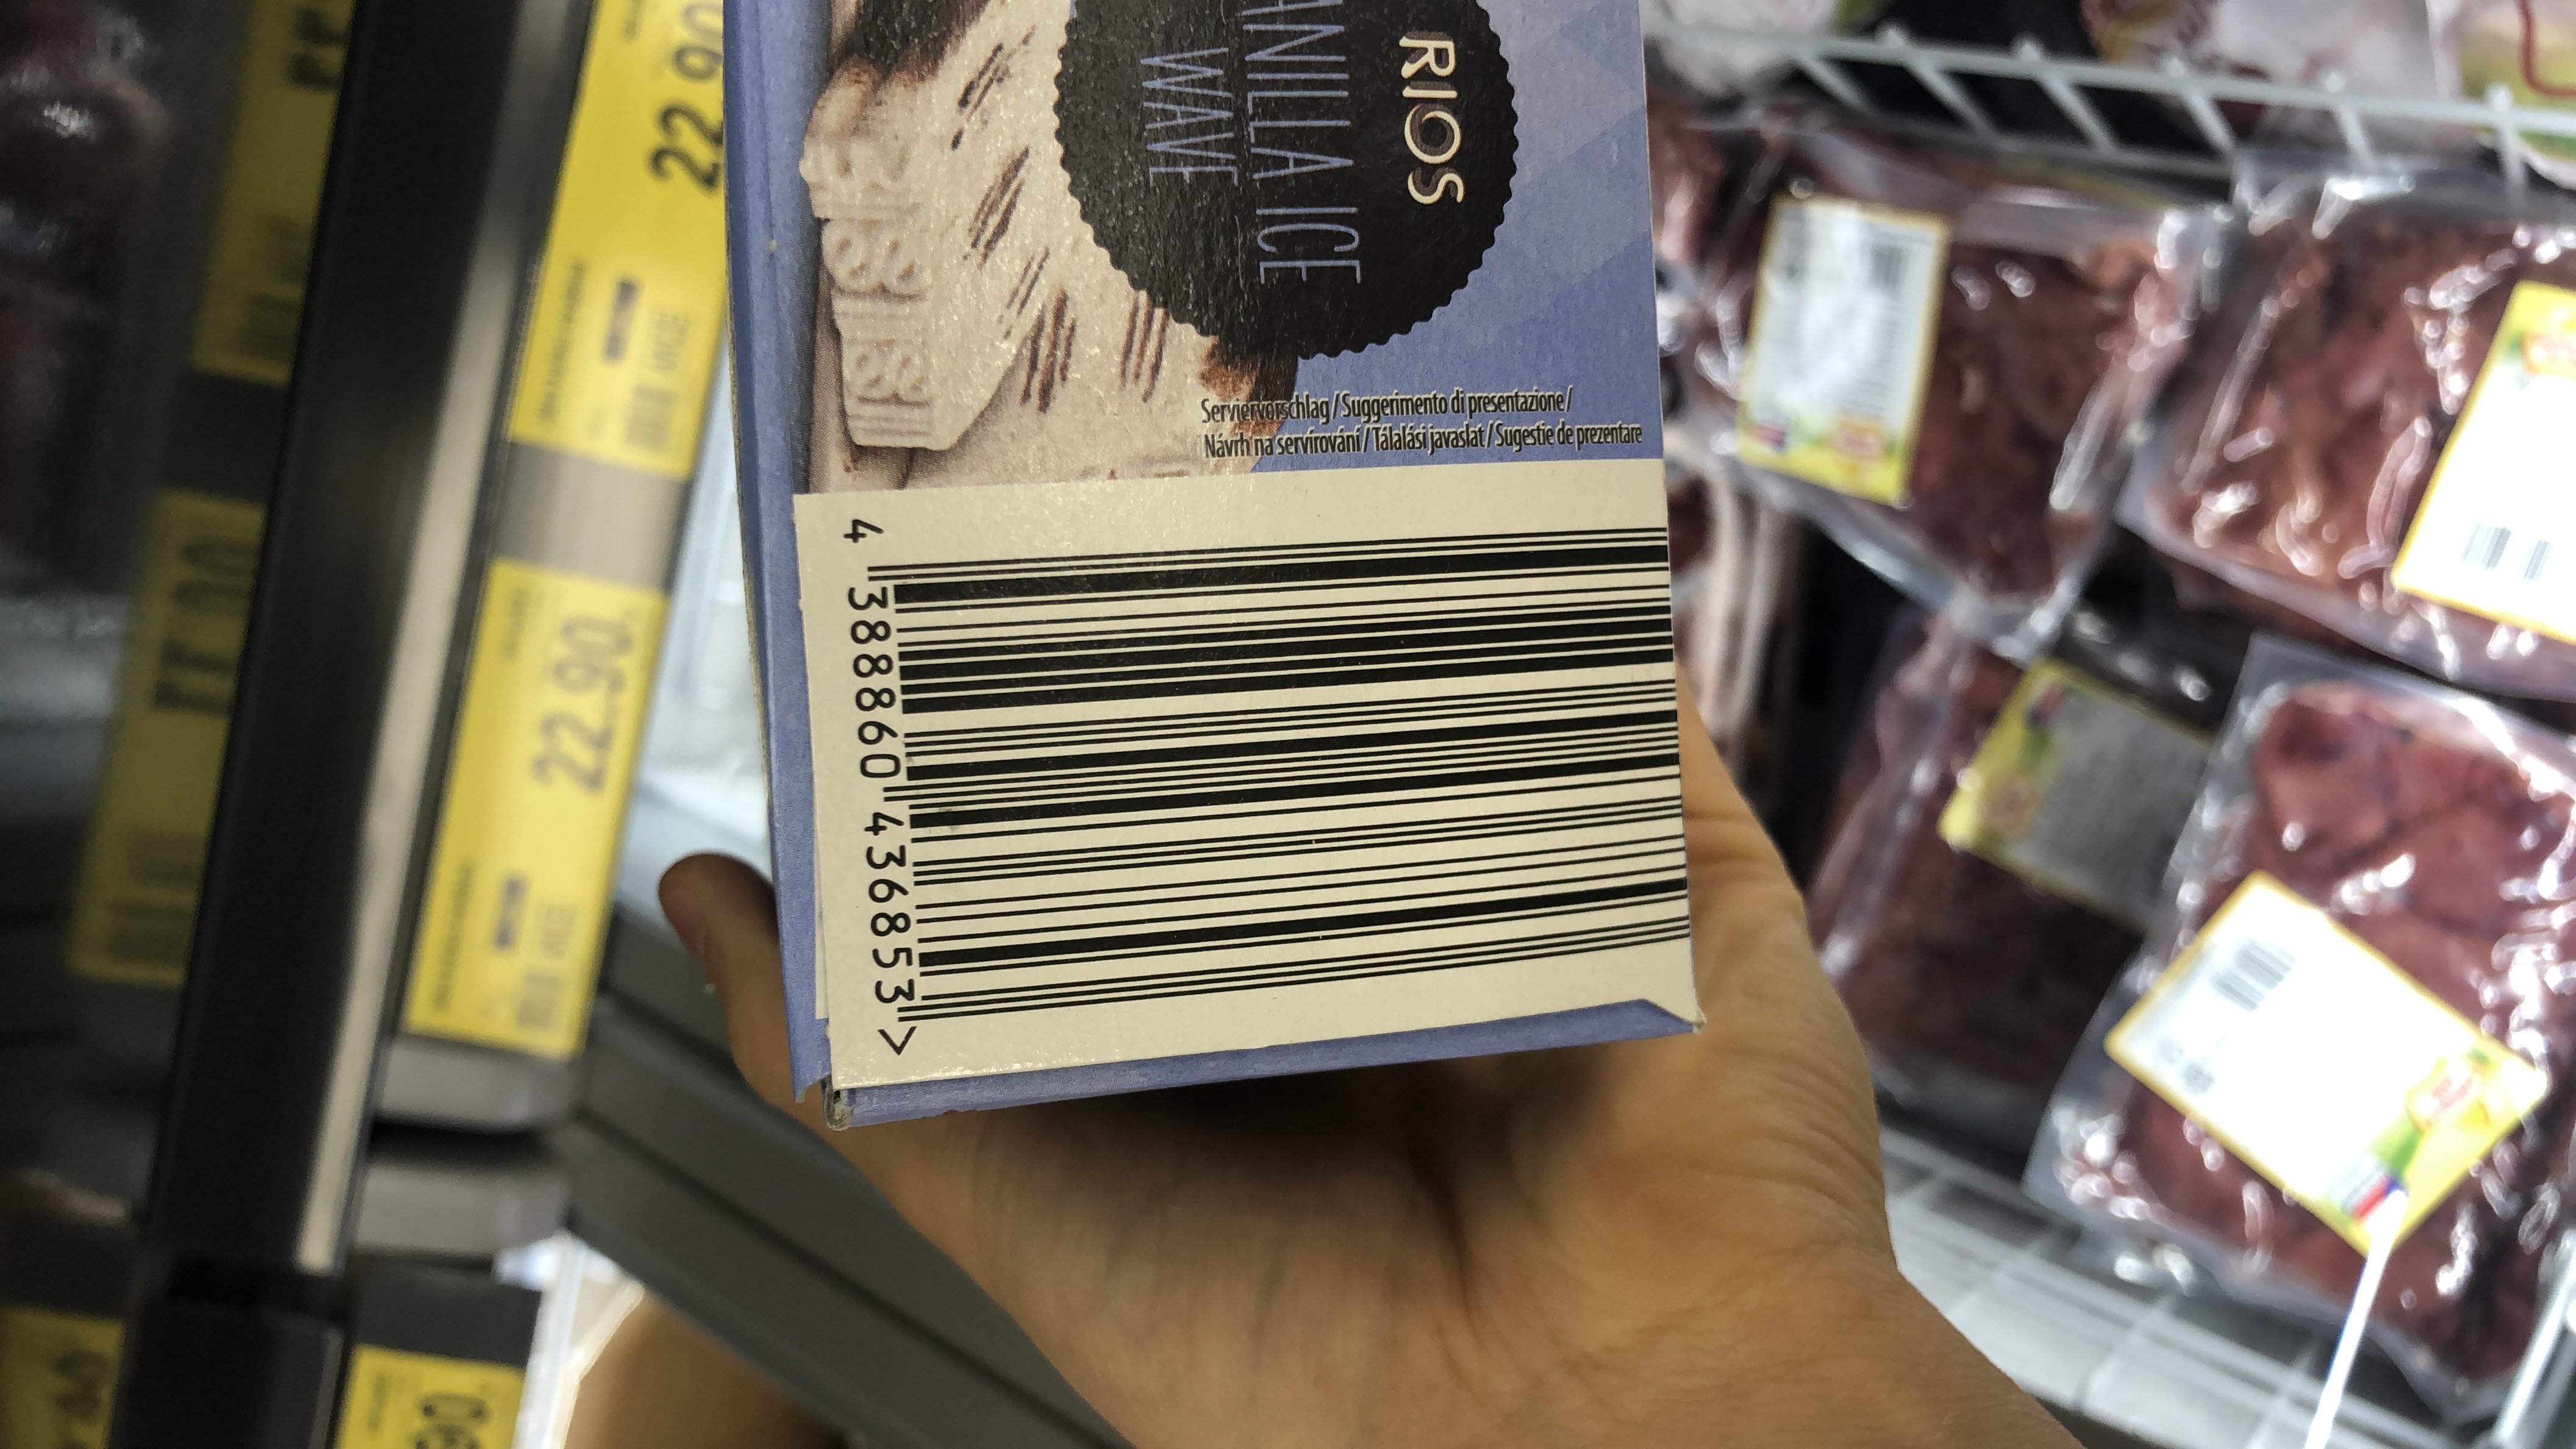 RIOS
ANILLA ICE
WAVE
Serviervorschlag / Suggerimento di presentazione /
Návrh na servírování / Tálalási javaslat / Sugestie de prezentare
4 388860 436853 >
22.90
22.90